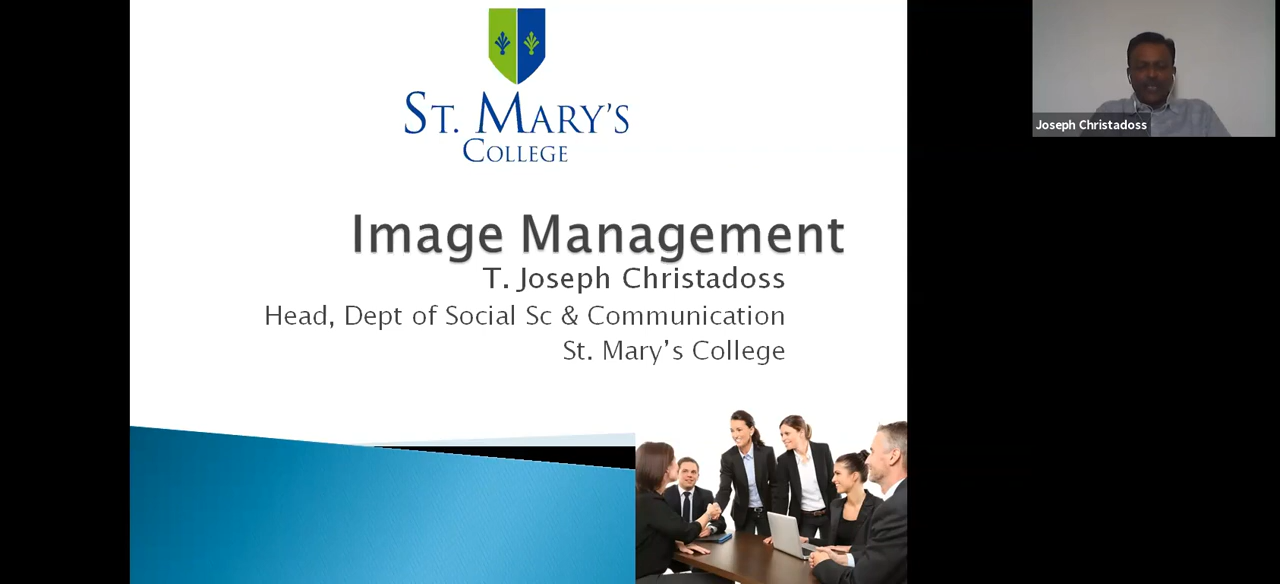 St. Mary's
College
Image Management
T. Joseph Christadoss
Head, Dept of Social Sc & Communication
St. Mary’s College
Joseph Christadoss